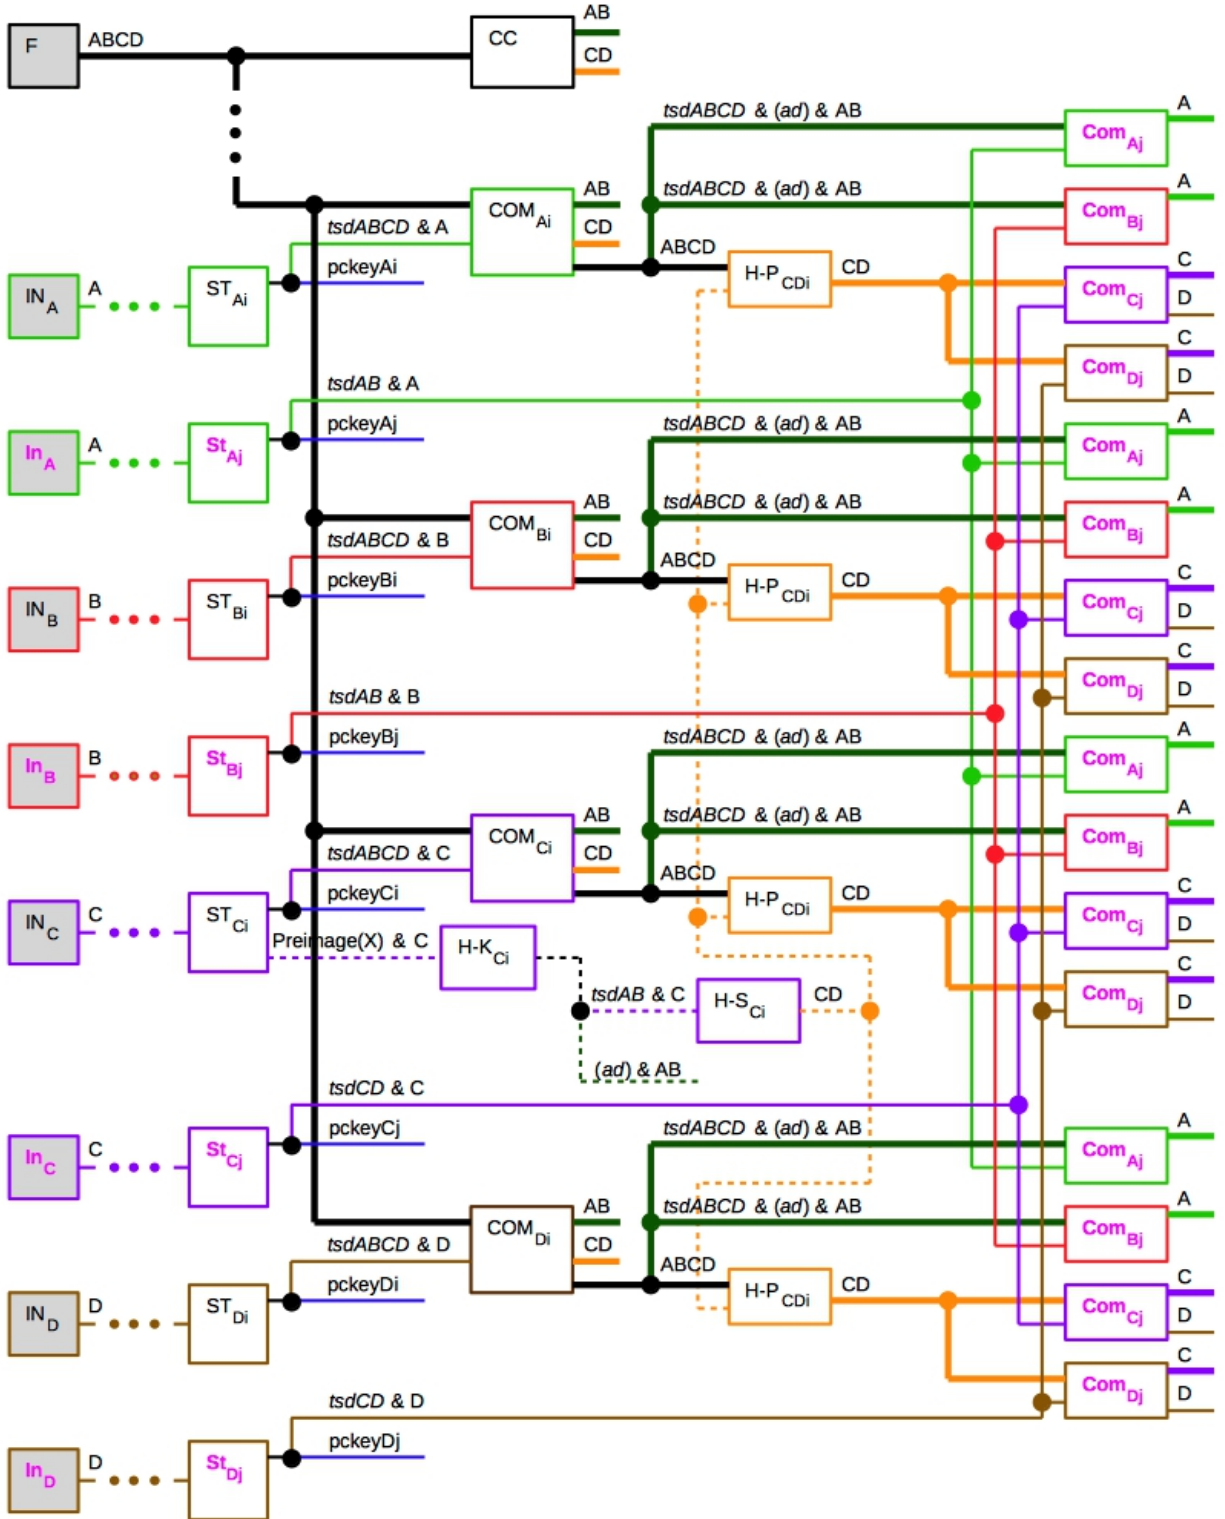 F ABCD CC AB
CD
tsdABCD & (ad) & AB Com Aj A
COM Ai AB tsdABCD & (ad) & AB Com Bj A
tsdABCD & A CD ABCD
IN A A ST Ai pckeyAi H-P CDi CD Com Cj C
D
tsdAB & A Com Dj C
D
In A A St Aj pckeyAj tsdABCD & (ad) & AB Com Aj A
COM Bi AB tsdABCD & (ad) & AB Com Bj A
tsdABCD & B CD ABCD
IN B B ST Bi pckeyBi H-P CDi CD Com Cj C
D
tsdAB & B Com Dj C
D
In B B St Bj pckeyBj tsdABCD & (ad) & AB Com Aj A
COM Ci AB tsdABCD & (ad) & AB Com Bj A
tsdABCD & C CD ABCD
IN C C ST Ci pckeyCi H-P CDi CD Com Cj C
D
Preimage(X) & C H-K Ci
tsdAB & C H-S Ci CD Com Dj C
D
(ad) & AB
tsdCD & C
In C C St Cj pckeyCj tsdABCD & (ad) & AB Com Aj A
COM Di AB tsdABCD & (ad) & AB Com Bj A
tsdABCD & D CD ABCD
IN D D ST Di pckeyDi H-P CDi CD Com Cj C
D
tsdCD & D Com Dj C
D
In D D St Dj pckeyDj